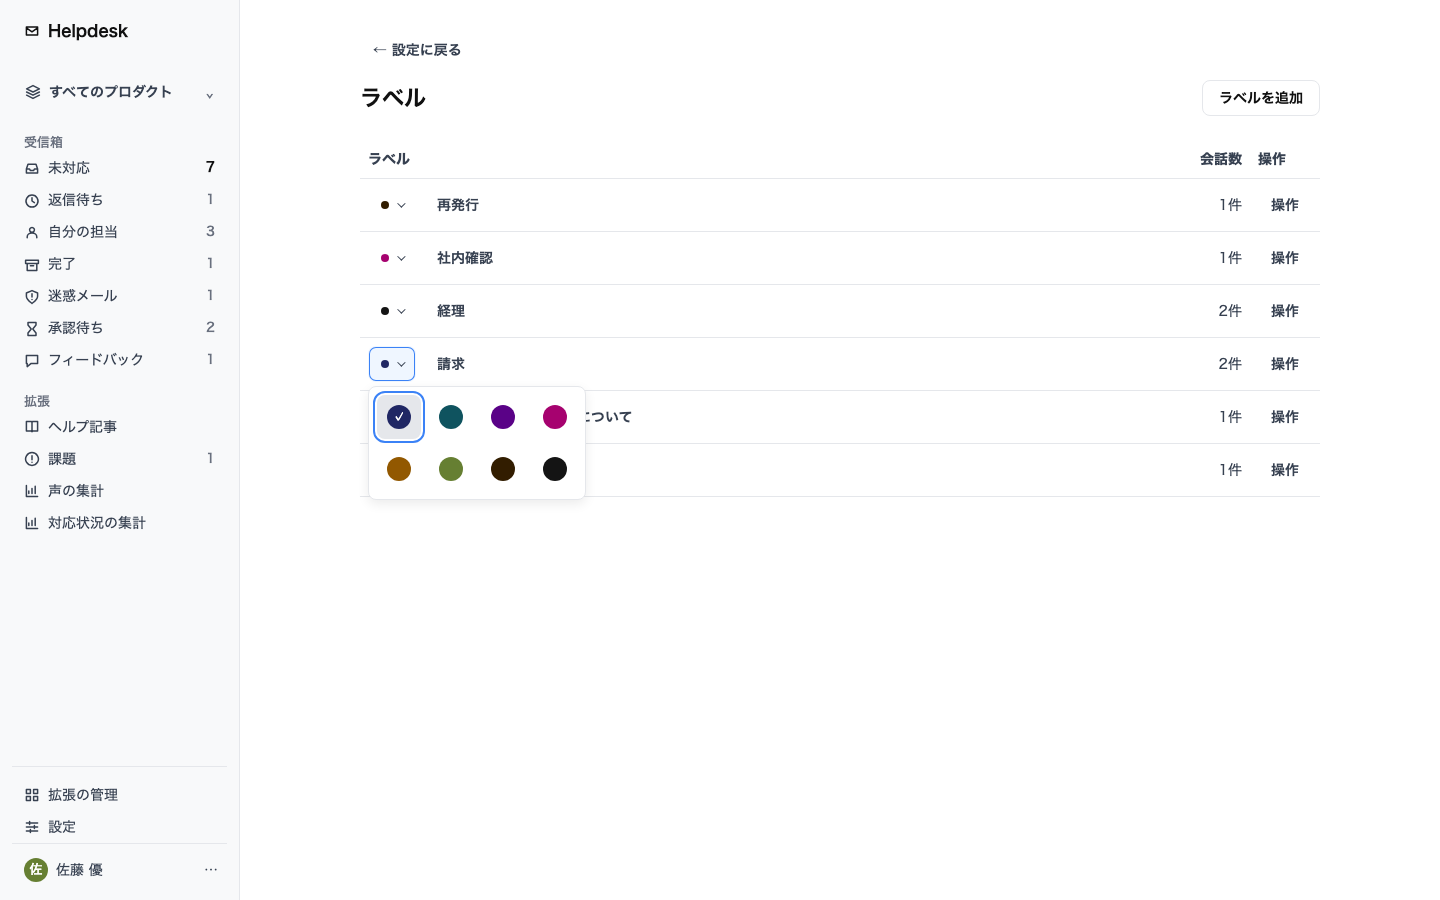 Helpdesk
すべてのプロダクト
受信箱
未対応 7
返信待ち 1
自分の担当 3
完了 1
迷惑メール 1
承認待ち 2
フィードバック 1
拡張
ヘルプ記事
課題 1
声の集計
対応状況の集計
拡張の管理
設定
佐 佐藤 優 …
← 設定に戻る
ラベル
ラベルを追加
ラベル 会話数 操作
再発行 1件 操作
社内確認 1件 操作
経理 2件 操作
請求 2件 操作
について 1件 操作
1件 操作